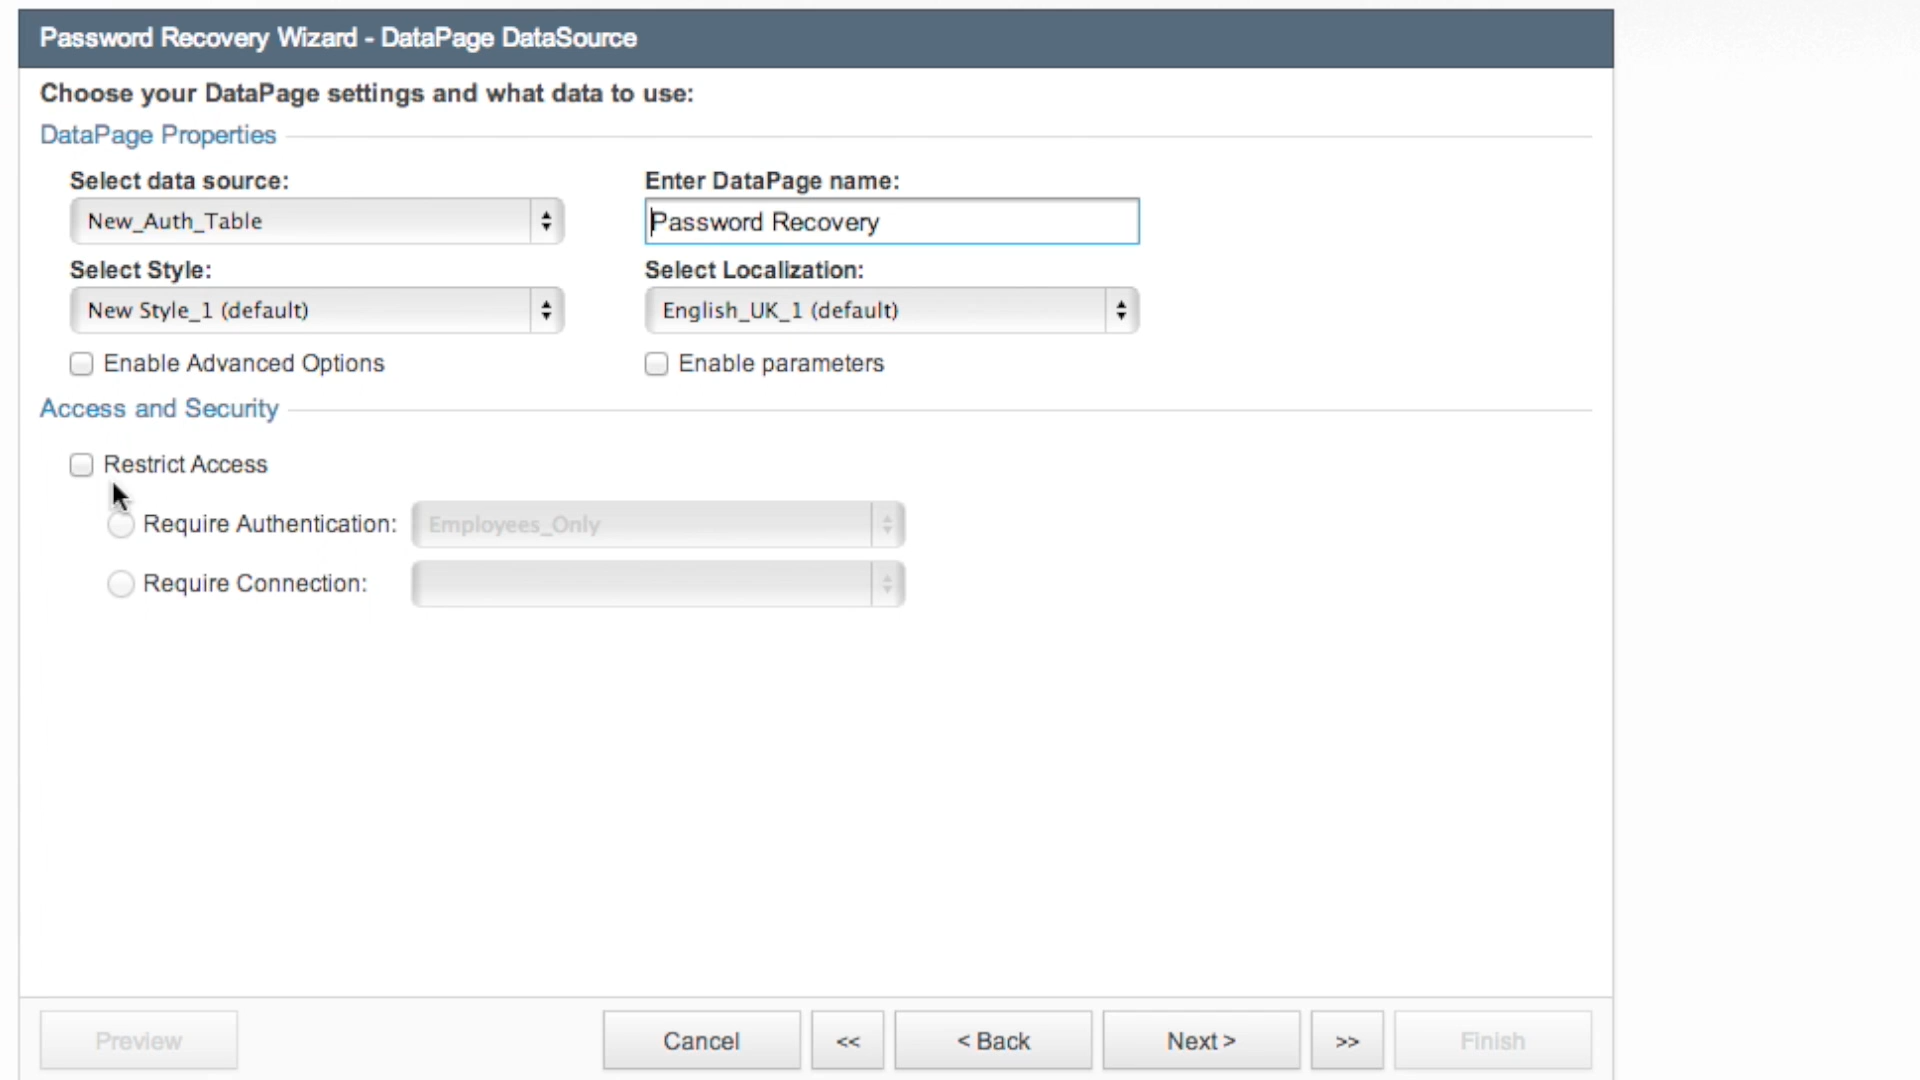 Password Recovery Wizard - DataPage DataSource
Choose your DataPage settings and what data to use:
DataPage Properties
Select data source:
Enter DataPage name:
New_Auth_Table
Password Recovery
Select Style:
Select Localization:
New Style_1 (default)
English_UK_1 (default)
Enable Advanced Options
Enable parameters
Access and Security
Restrict Access
Require Authentication:
Employees_Only
Require Connection:
Preview
Cancel
<<
< Back
Next >
>>
Finish